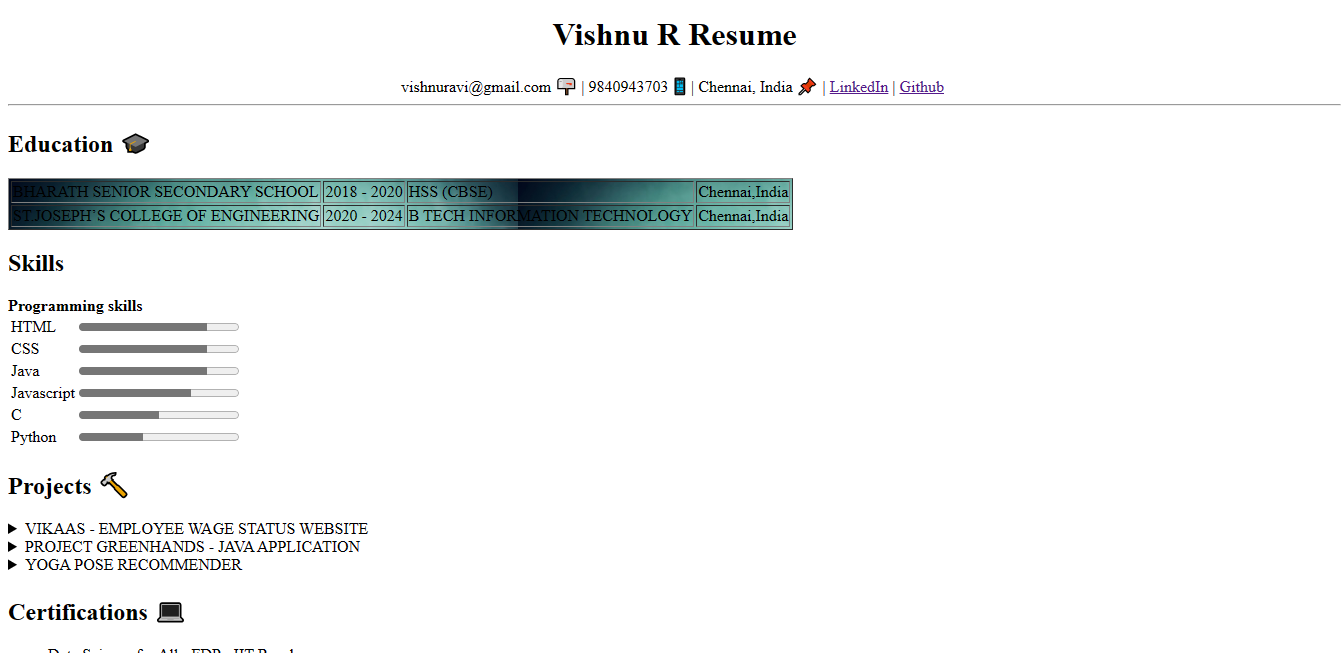 Vishnu R Resume
vishnuravi@gmail.com | 9840943703 | Chennai, India | LinkedIn | Github
Education
BHARATH SENIOR SECONDARY SCHOOL 2018 - 2020 HSS (CBSE) Chennai,India
ST.JOSEPH'S COLLEGE OF ENGINEERING 2020 - 2024 B TECH INFORMATION TECHNOLOGY Chennai,India
Skills
Programming skills
HTML
CSS
Java
Javascript
C
Python
Projects
VIKAAS - EMPLOYEE WAGE STATUS WEBSITE
PROJECT GREENHANDS - JAVA APPLICATION
YOGA POSE RECOMMENDER
Certifications